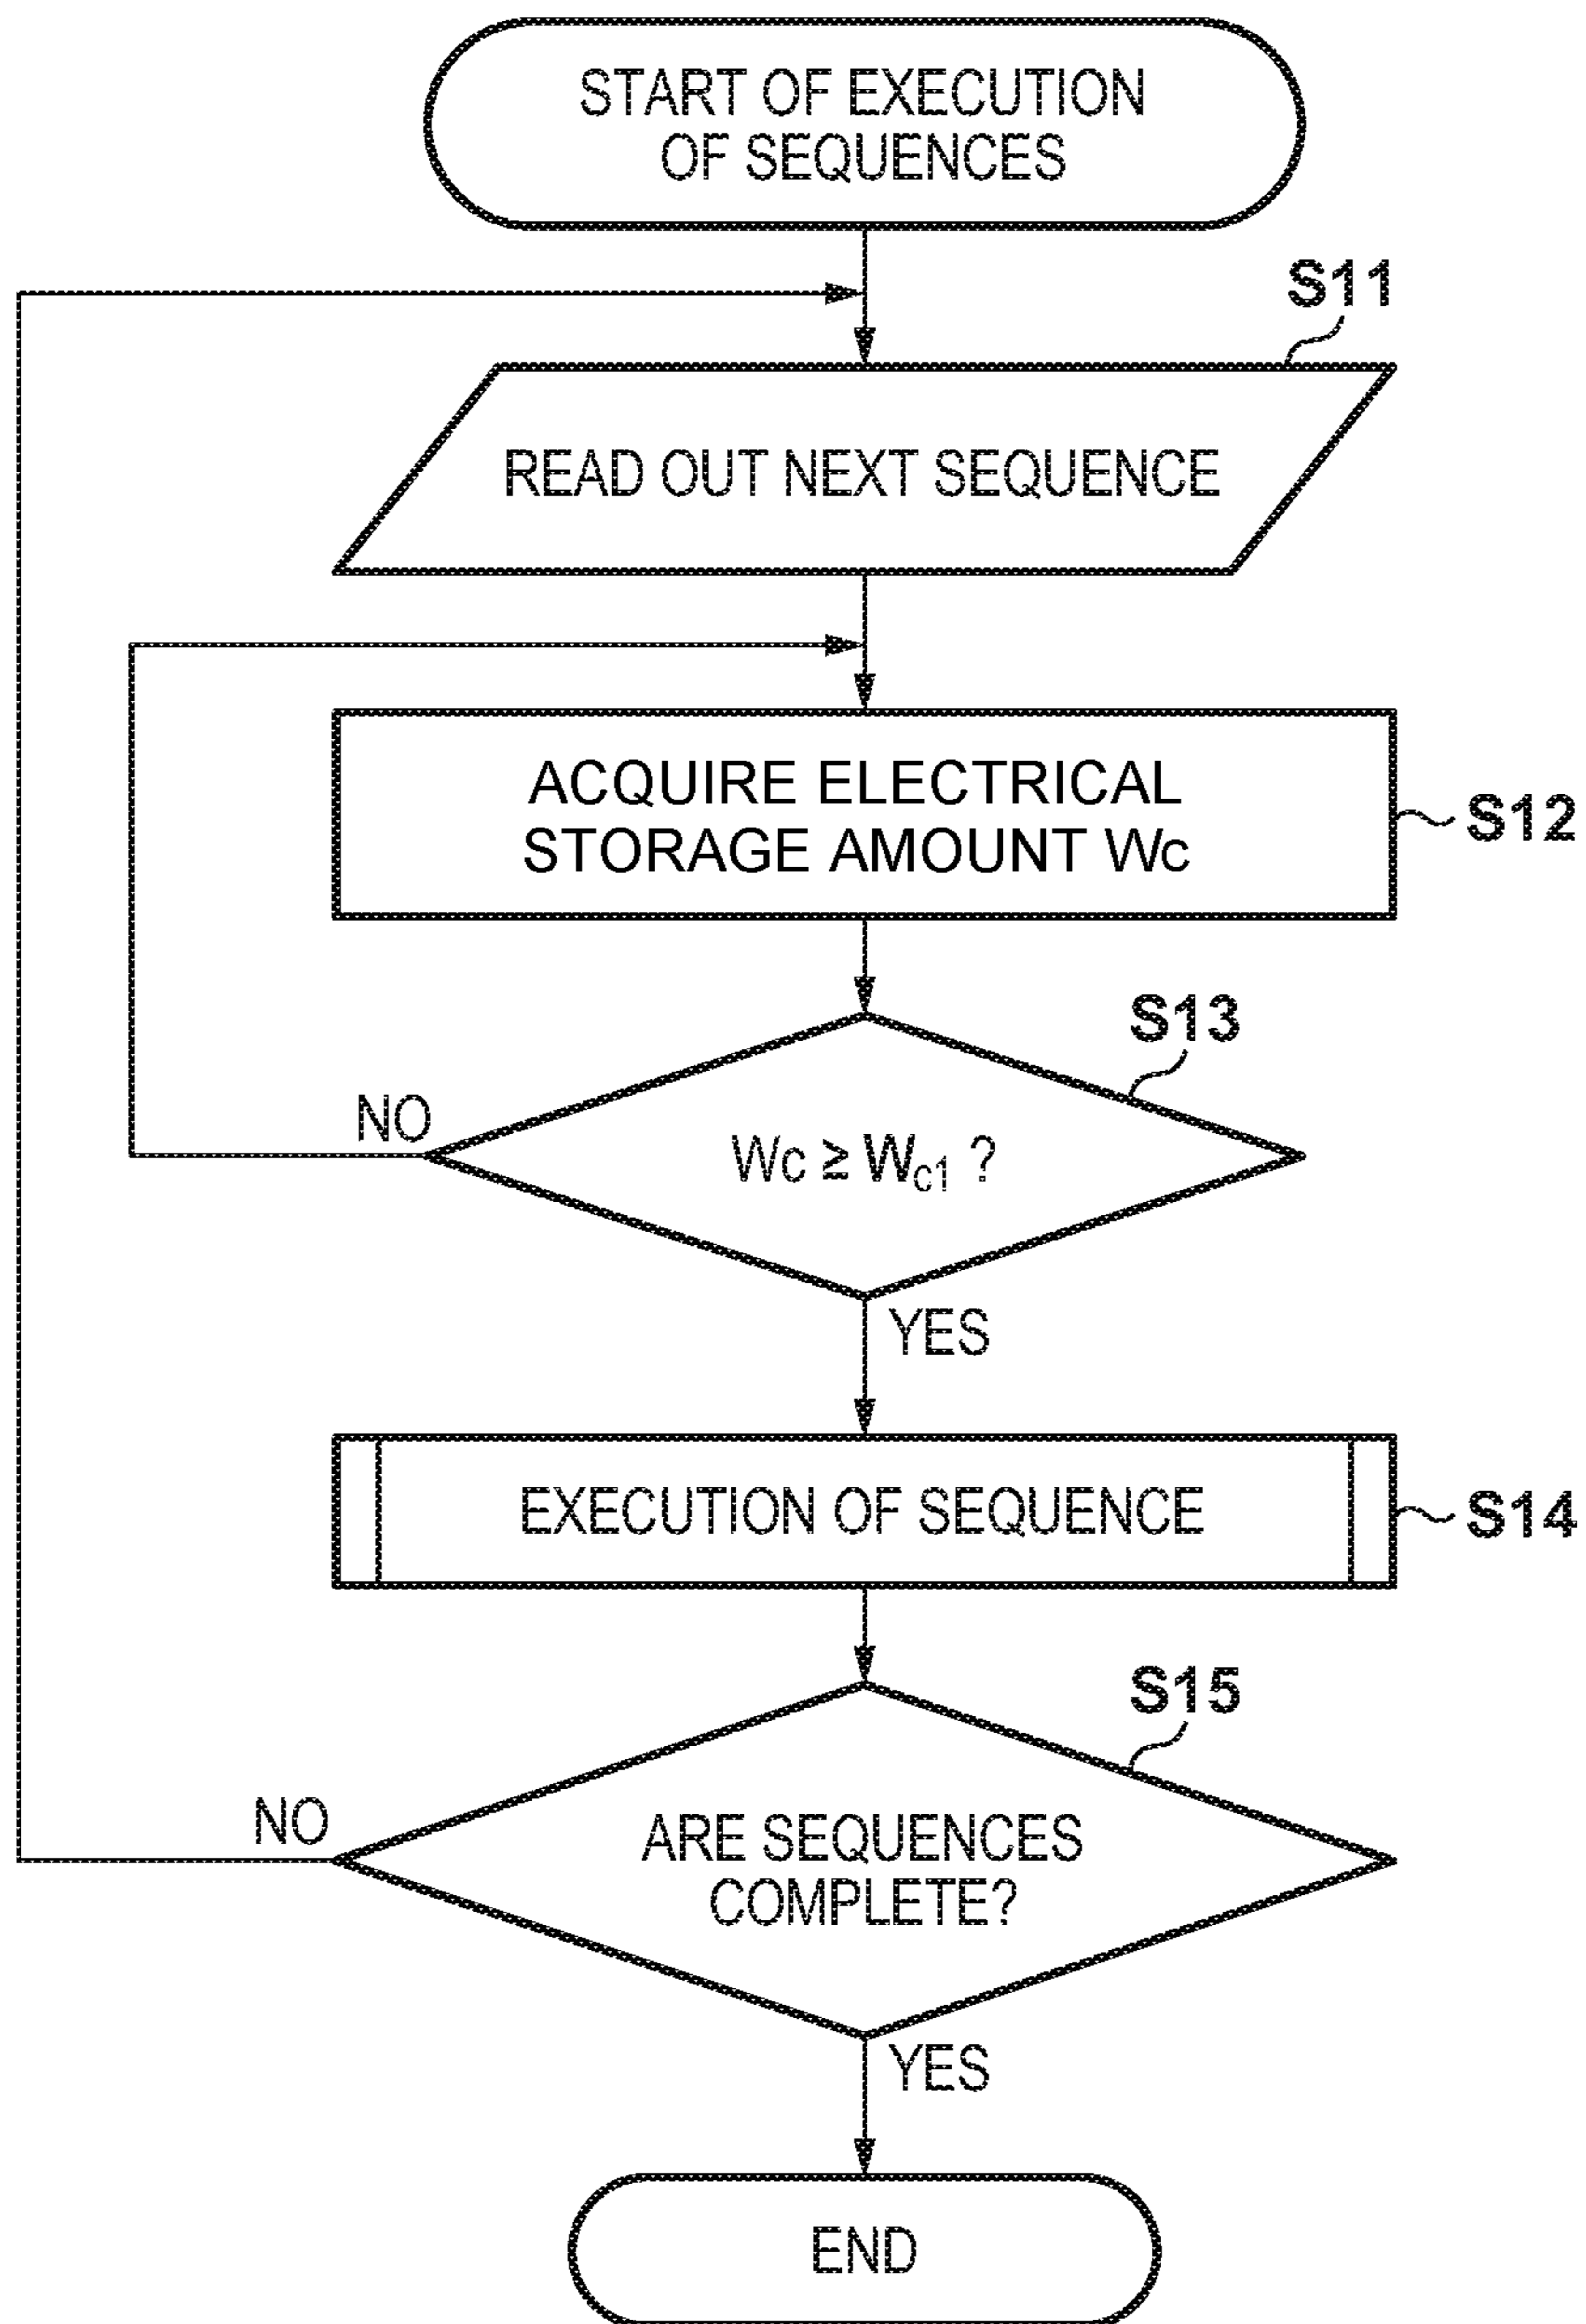 START OF EXECUTION
OF SEQUENCES
S11
READ OUT NEXT SEQUENCE
ACQUIRE ELECTRICAL
STORAGE AMOUNT Wc
S12
S13
NO
Wc ≧ Wc1 ?
YES
EXECUTION OF SEQUENCE
S14
S15
NO
ARE SEQUENCES
COMPLETE?
YES
END